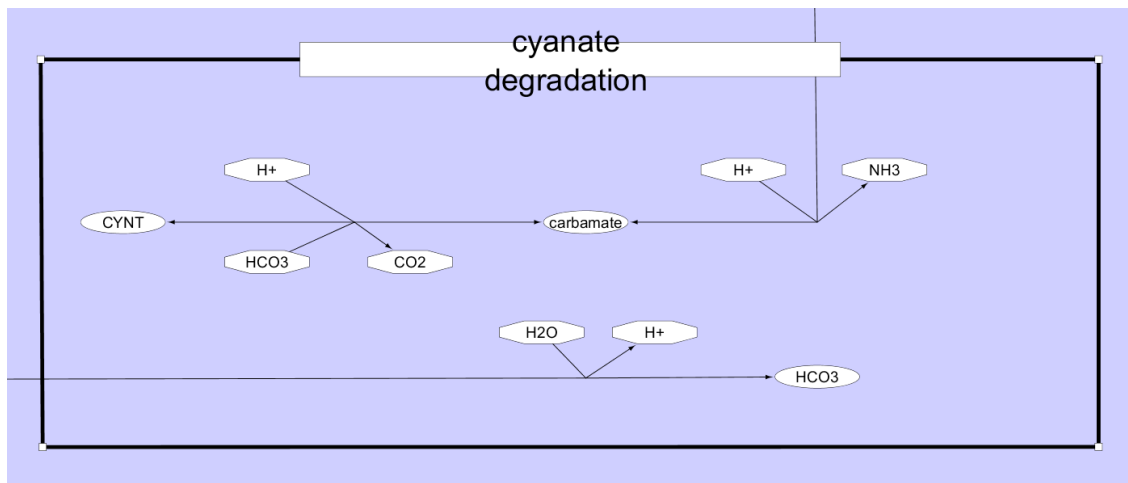 cyanate
degradation
H+
H+
NH3
CYNT
carbamate
HCO3
CO2
H2O
H+
HCO3